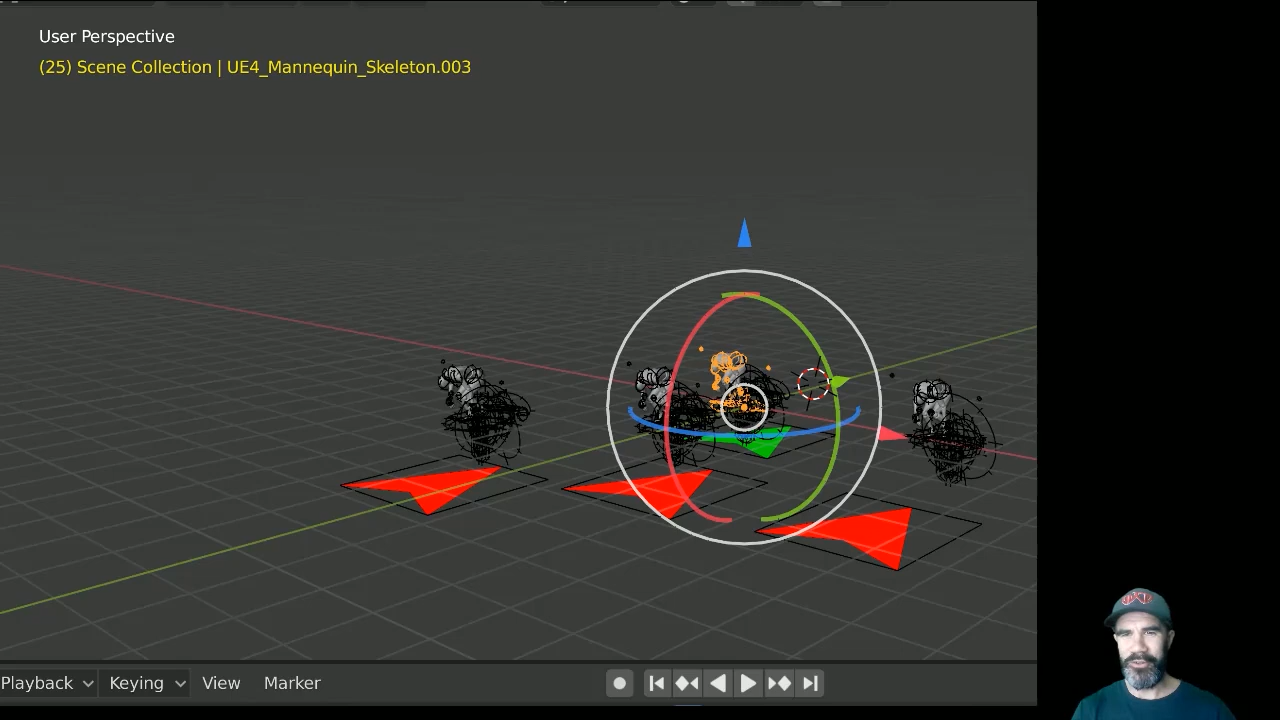 User Perspective
(25) Scene Collection | UE4_Mannequin_Skeleton.003
Playback Keying View Marker